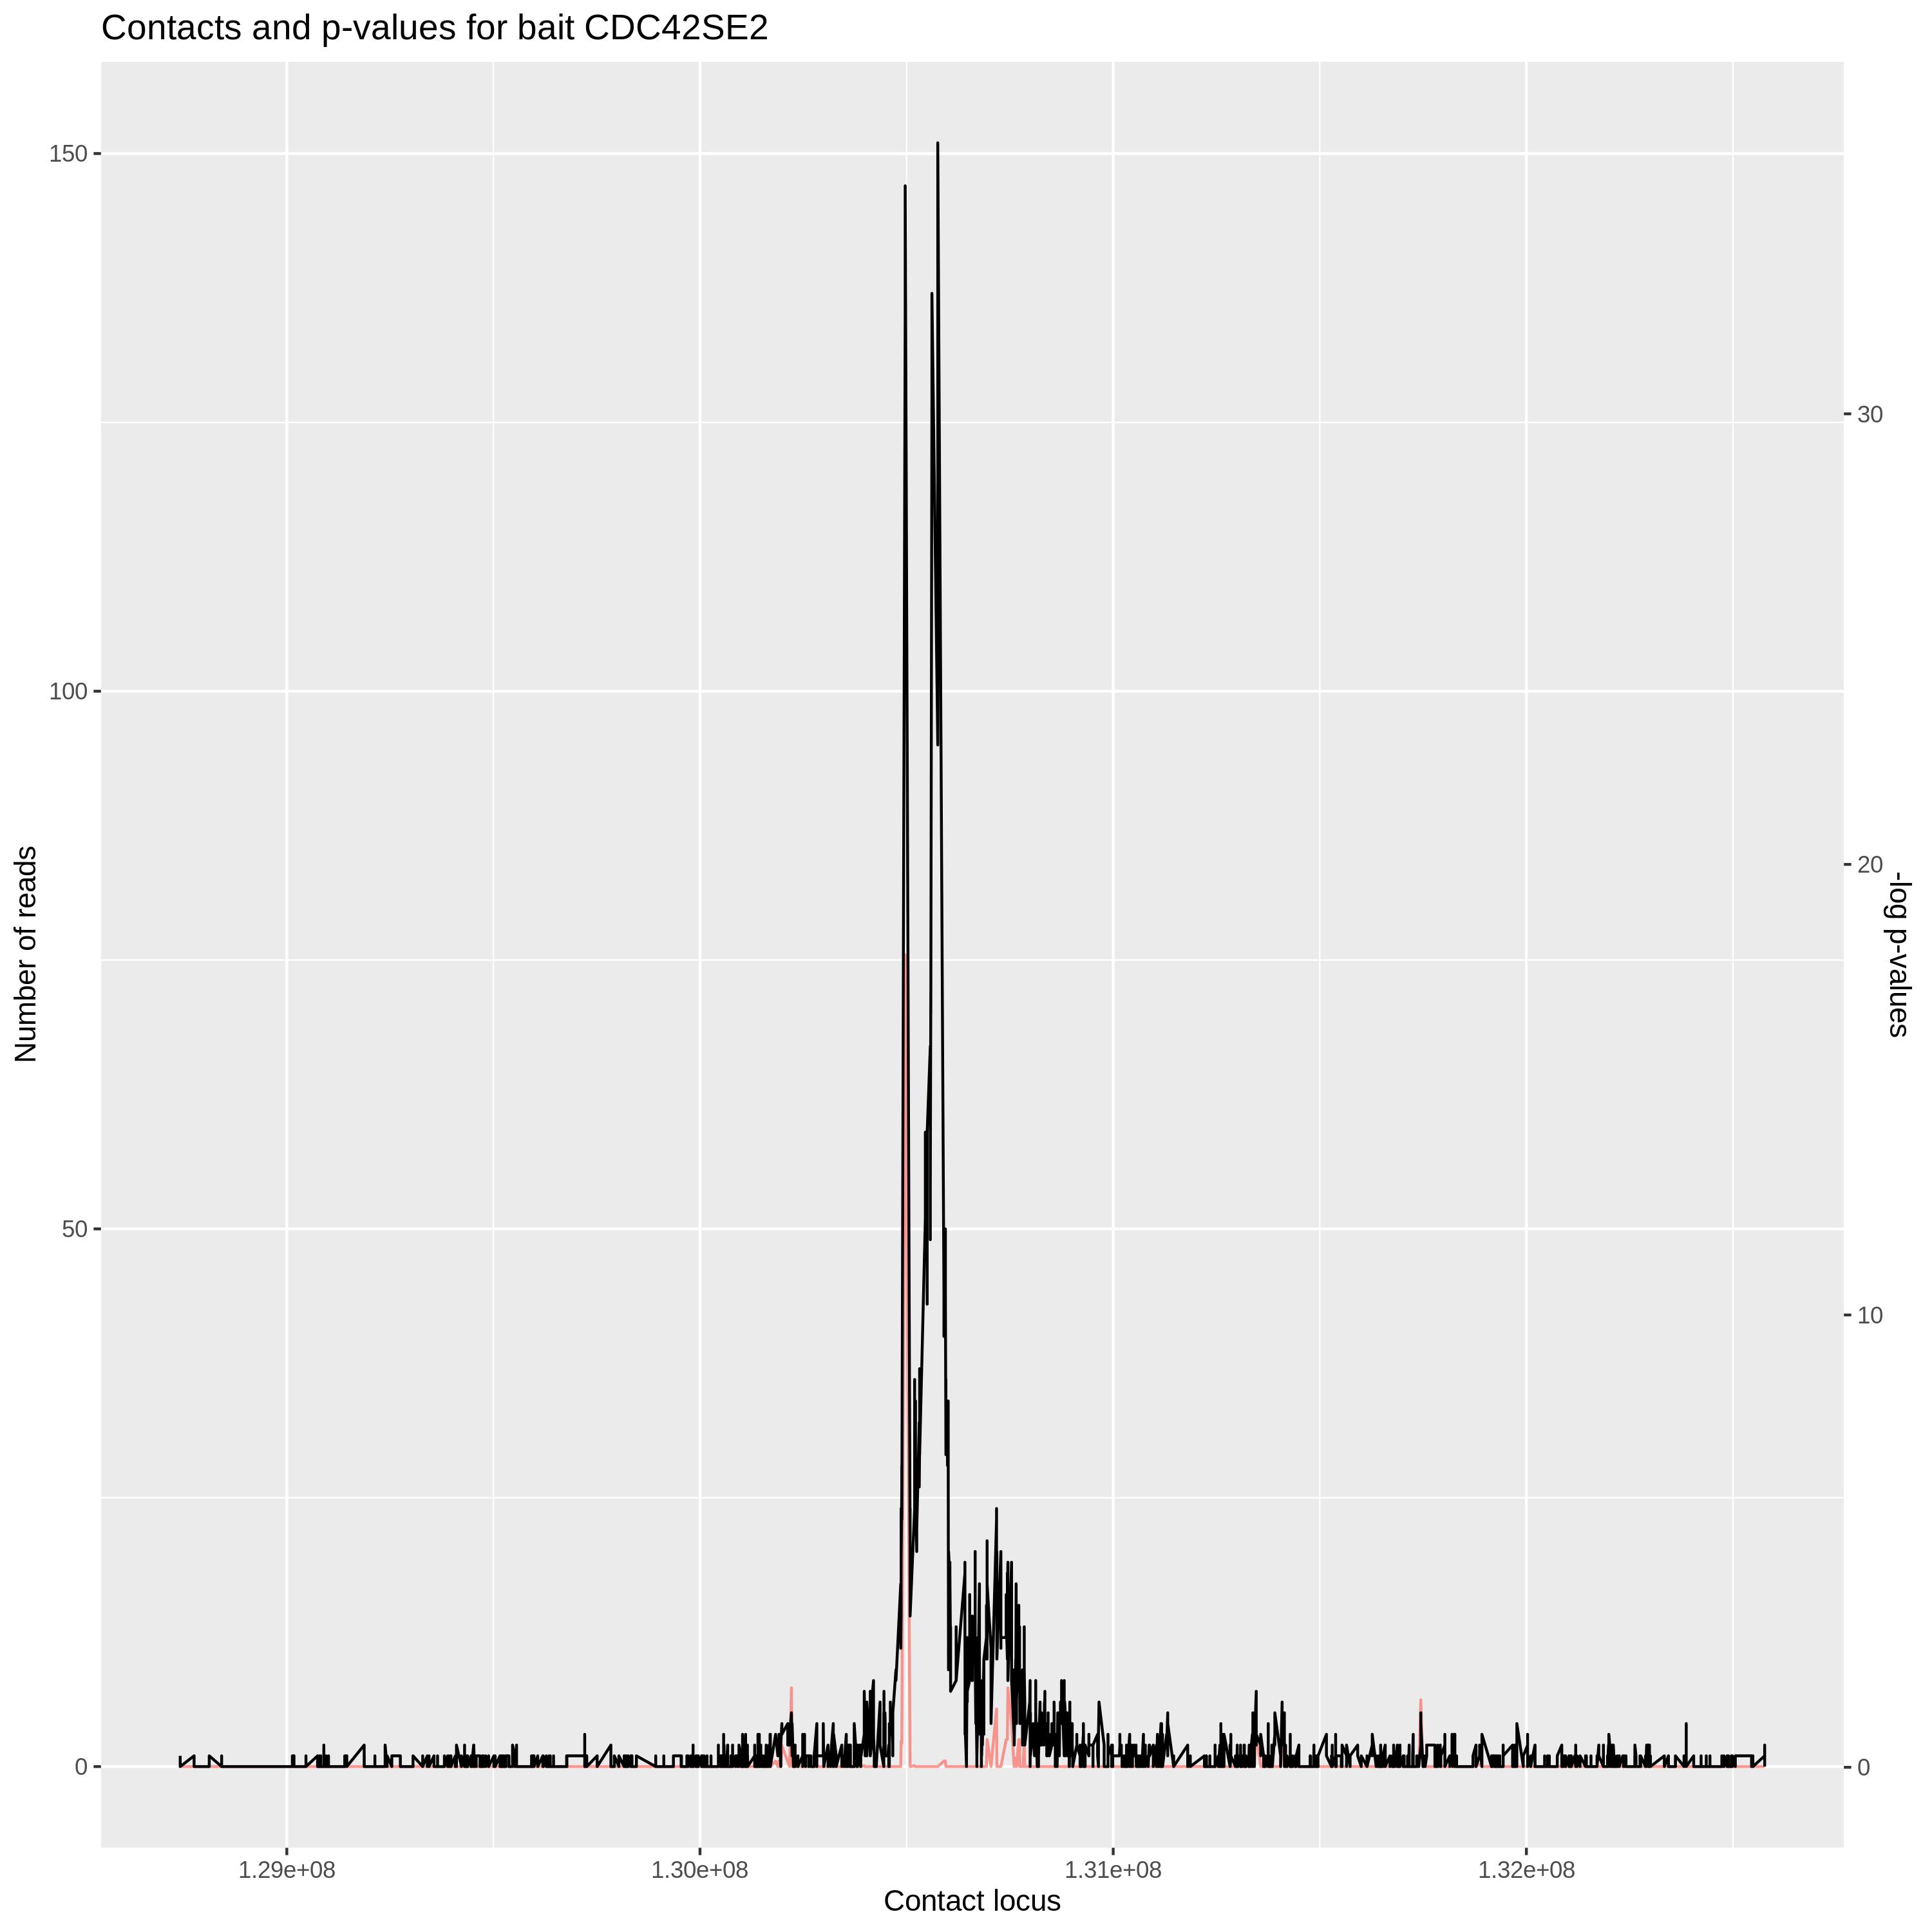 Contacts and p-values for bait CDC42SE2
150
100
50
0
Number of reads
30
20
10
0
-log p-values
1.29e+08
1.30e+08
1.31e+08
1.32e+08
Contact locus